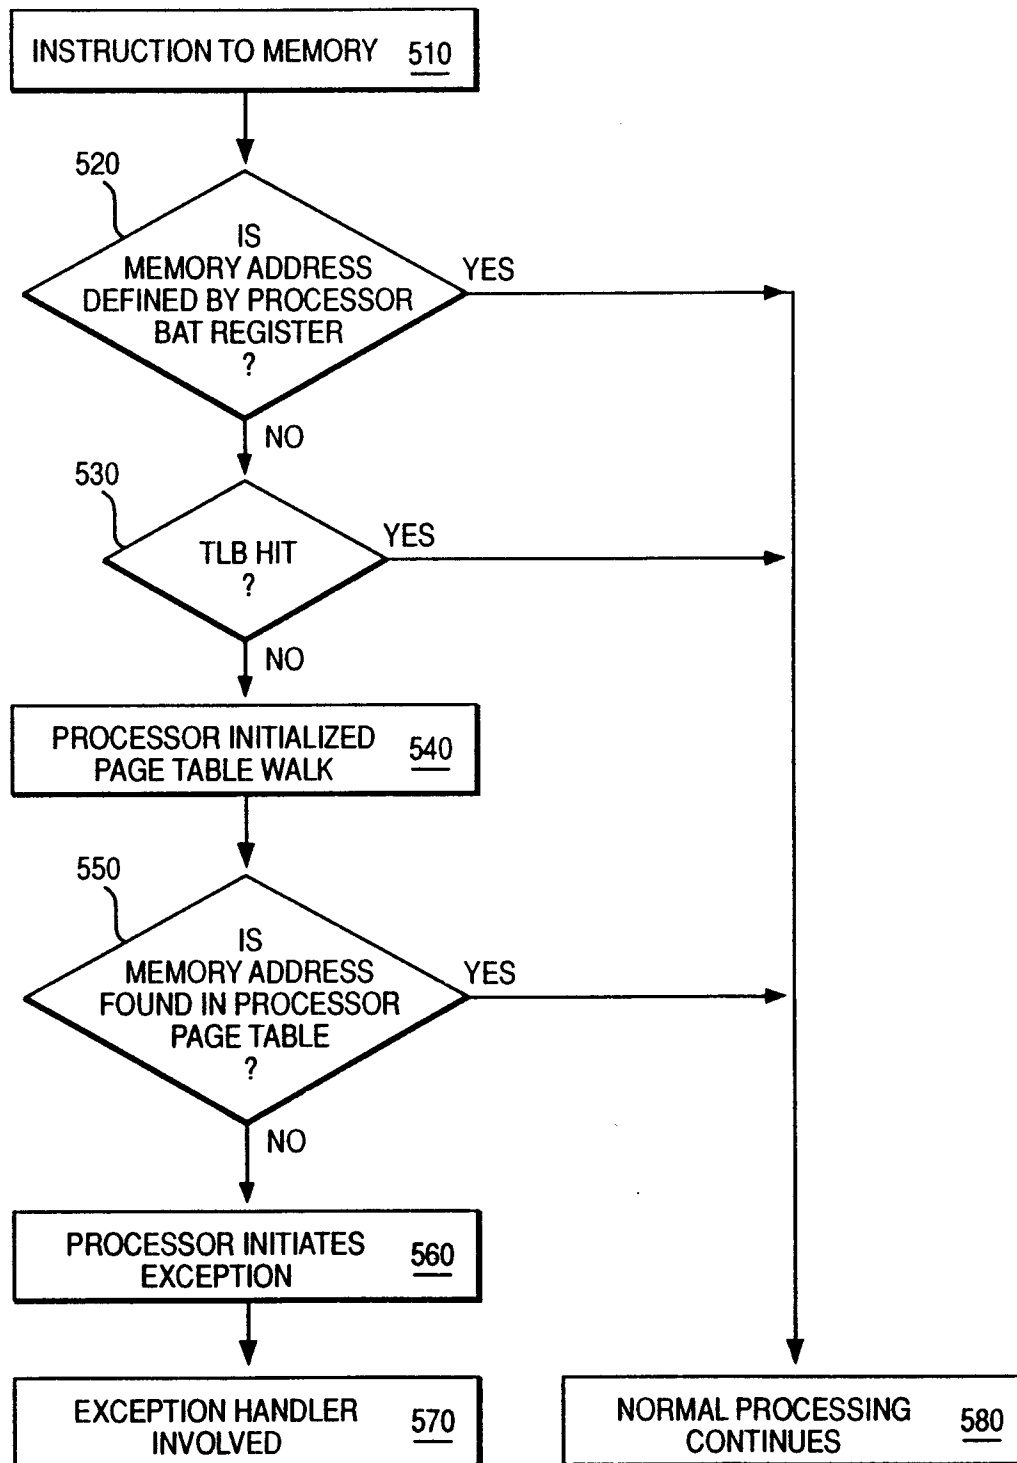 INSTRUCTION TO MEMORY 510
520
IS
MEMORY ADDRESS
DEFINED BY PROCESSOR
BAT REGISTER
?
YES
NO
530
TLB HIT
?
YES
NO
PROCESSOR INITIALIZED
PAGE TABLE WALK
540
550
IS
MEMORY ADDRESS
FOUND IN PROCESSOR
PAGE TABLE
?
YES
NO
PROCESSOR INITIATES
EXCEPTION
560
EXCEPTION HANDLER
INVOLVED
570
NORMAL PROCESSING
CONTINUES
580